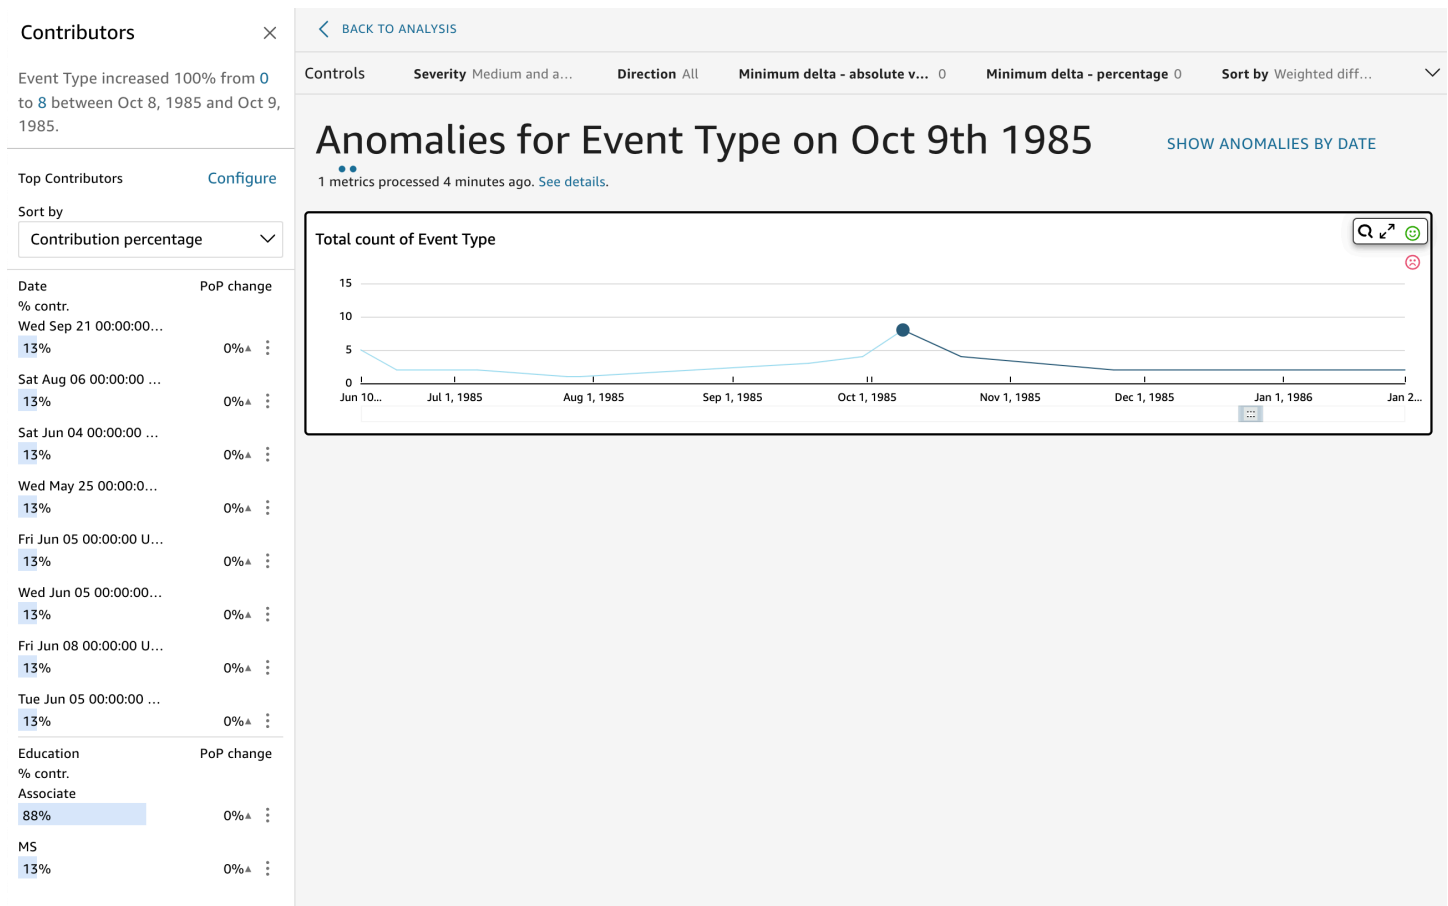 Contributors
Event Type increased 100% from 0
to 8 between Oct 8, 1985 and Oct 9,
1985.
Top Contributors Configure
Sort by
Contribution percentage
Date PoP change
% contr.
Wed Sep 21 00:00:00...
13% 0%▲
Sat Aug 06 00:00:00 ...
13% 0%▲
Sat Jun 04 00:00:00 ...
13% 0%▲
Wed May 25 00:00:0...
13% 0%▲
Fri Jun 05 00:00:00 U...
13% 0%▲
Wed Jun 05 00:00:00...
13% 0%▲
Fri Jun 08 00:00:00 U...
13% 0%▲
Tue Jun 05 00:00:00 ...
13% 0%▲
Education PoP change
% contr.
Associate
88% 0%▲
MS
13% 0%▲
BACK TO ANALYSIS
Controls Severity Medium and a... Direction All Minimum delta - absolute v... 0 Minimum delta - percentage 0 Sort by Weighted diff...
Anomalies for Event Type on Oct 9th 1985 SHOW ANOMALIES BY DATE
1 metrics processed 4 minutes ago. See details.
Total count of Event Type
15
10
5
0
Jun 10... Jul 1, 1985 Aug 1, 1985 Sep 1, 1985 Oct 1, 1985 Nov 1, 1985 Dec 1, 1985 Jan 1, 1986 Jan 2...